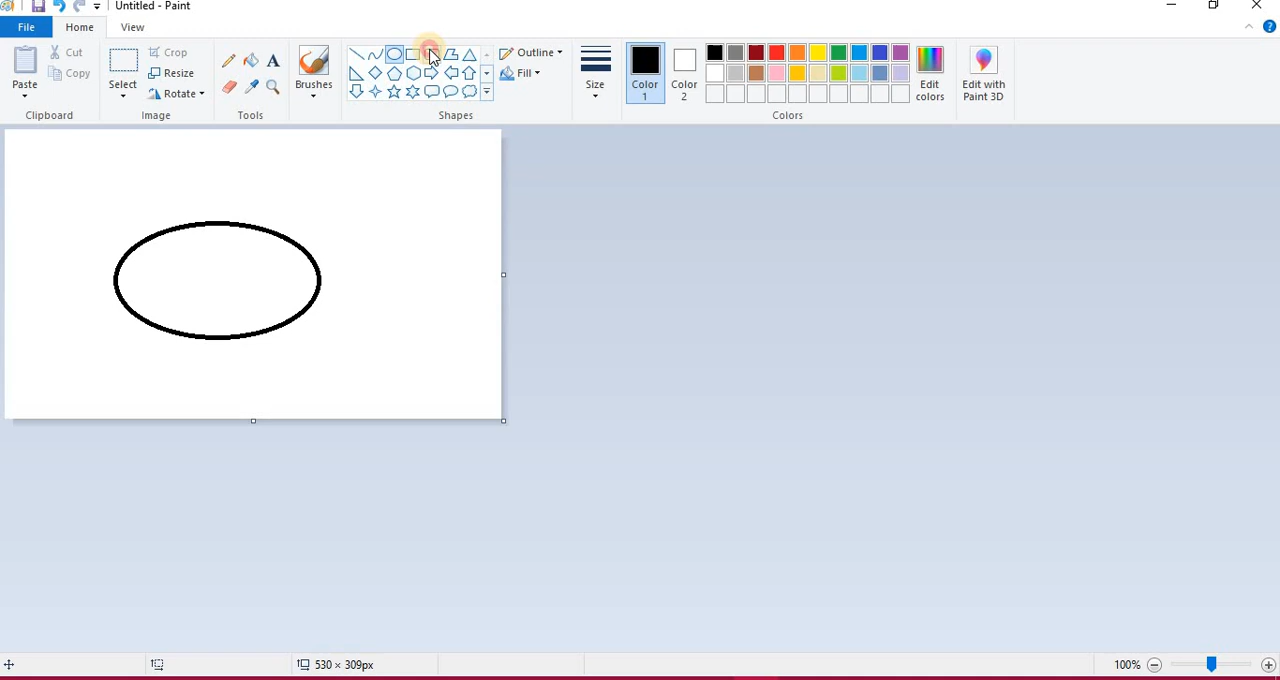 Untitled - Paint
File Home View
Paste Cut Copy Select Crop Resize Rotate Brushes Outline Fill Size Color 1 Color 2 Edit colors Edit with Paint 3D
Clipboard Image Tools Shapes Colors
530 × 309px 100%